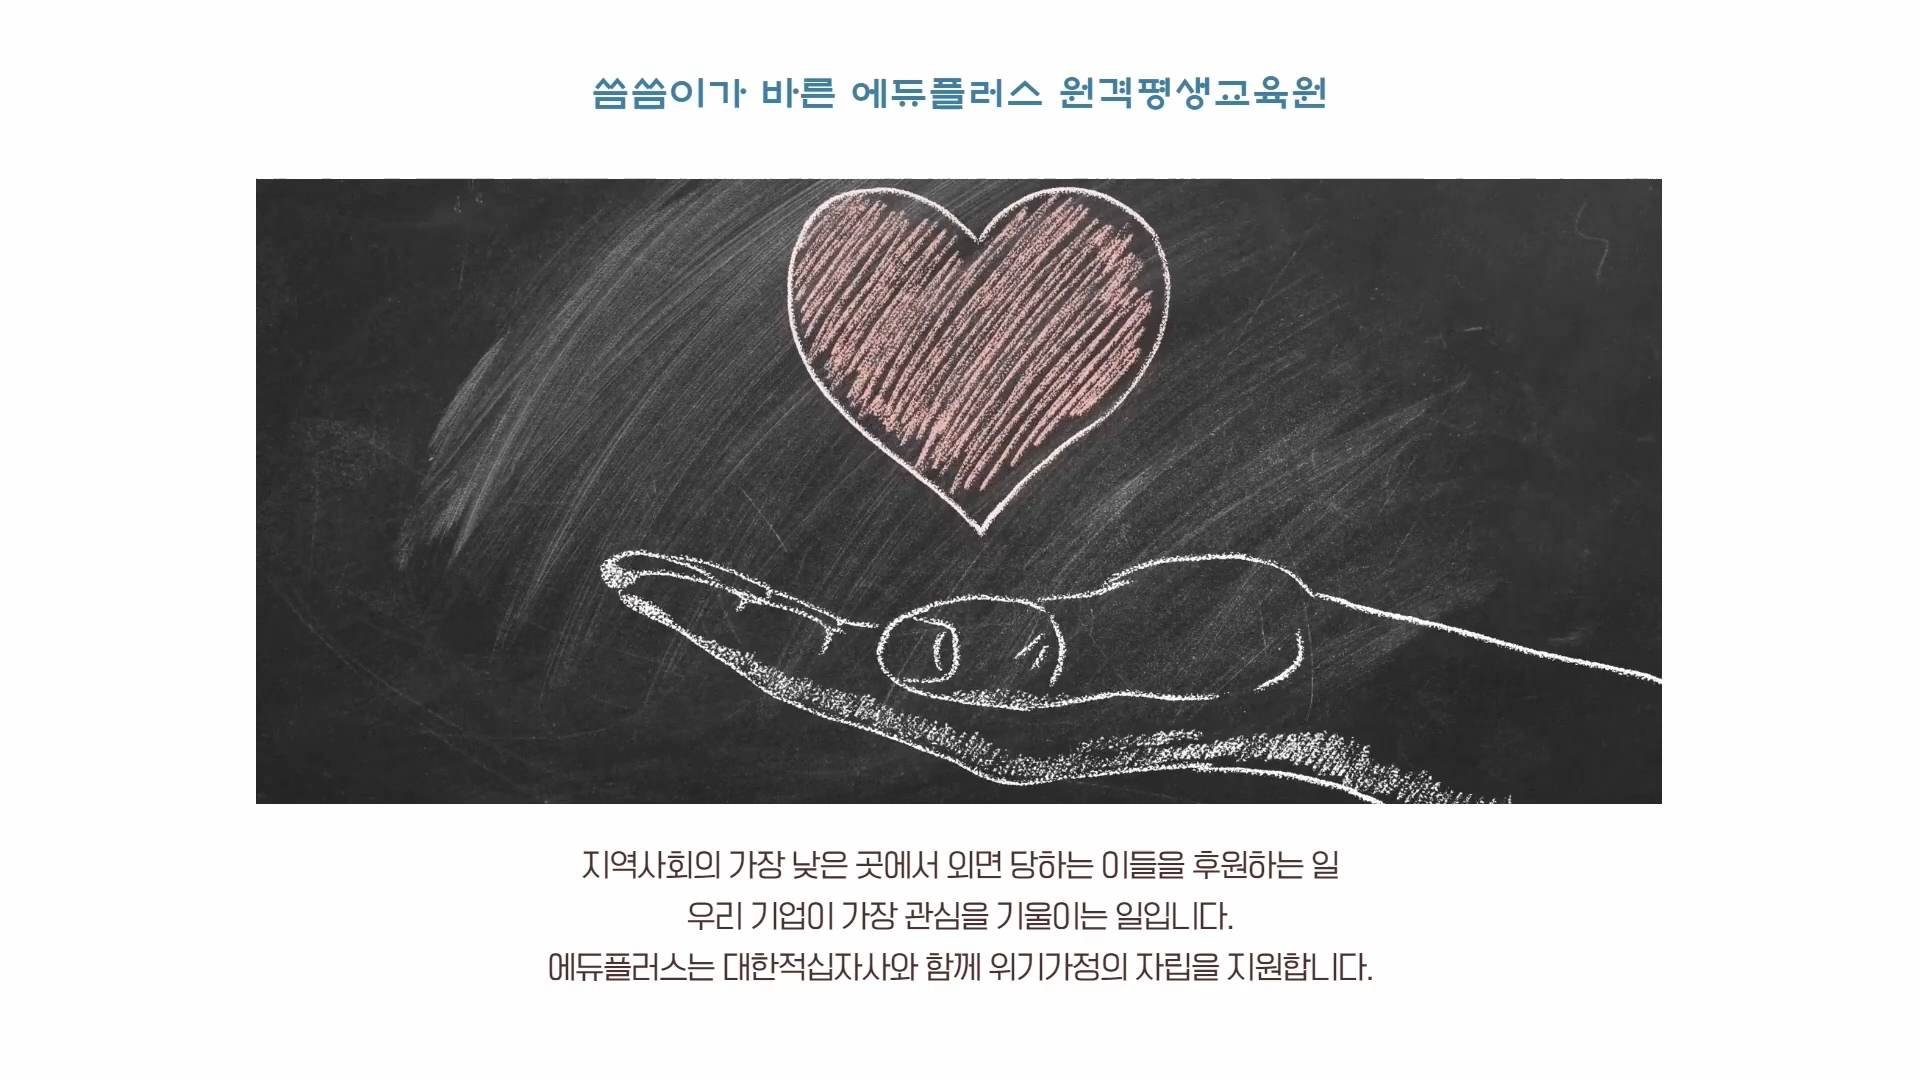 씀씀이가 바른 에듀플러스 원격평생교육원
지역사회의 가장 낮은 곳에서 외면 당하는 이들을 후원하는 일
우리 기업이 가장 관심을 기울이는 일입니다.
에듀플러스는 대한적십자사와 함께 위기가정의 자립을 지원합니다.